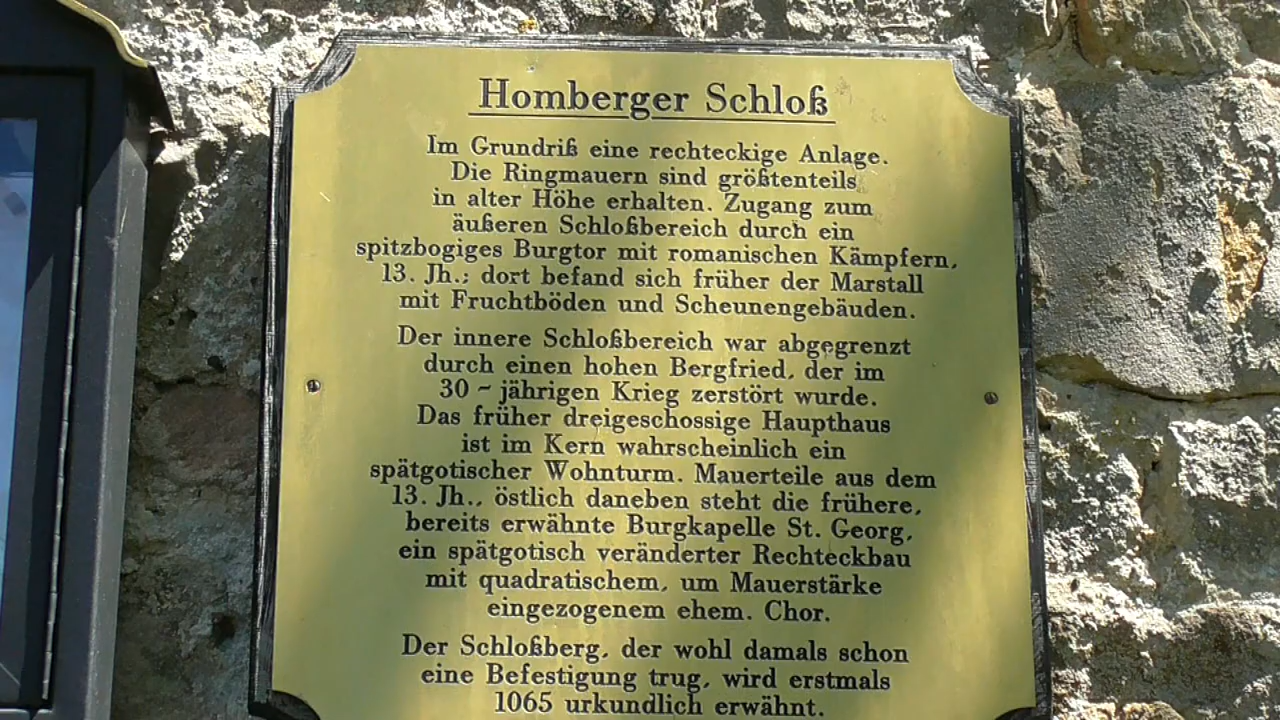 Homberger Schloß
Im Grundriß eine rechteckige Anlage.
Die Ringmauern sind größtenteils
in alter Höhe erhalten. Zugang zum
äußeren Schloßbereich durch ein
spitzbogiges Burgtor mit romanischen Kämpfern,
13. Jh.; dort befand sich früher der Marstall
mit Fruchtböden und Scheunengebäuden.
Der innere Schloßbereich war abgegrenzt
durch einen hohen Bergfried, der im
30 ~ jährigen Krieg zerstört wurde.
Das früher dreigeschossige Haupthaus
ist im Kern wahrscheinlich ein
spätgotischer Wohnturm. Mauerteile aus dem
13. Jh., östlich daneben steht die frühere,
bereits erwähnte Burgkapelle St. Georg,
ein spätgotisch veränderter Rechteckbau
mit quadratischem, um Mauerstärke
eingezogenem ehem. Chor.
Der Schloßberg, der wohl damals schon
eine Befestigung trug, wird erstmals
1065 urkundlich erwähnt.